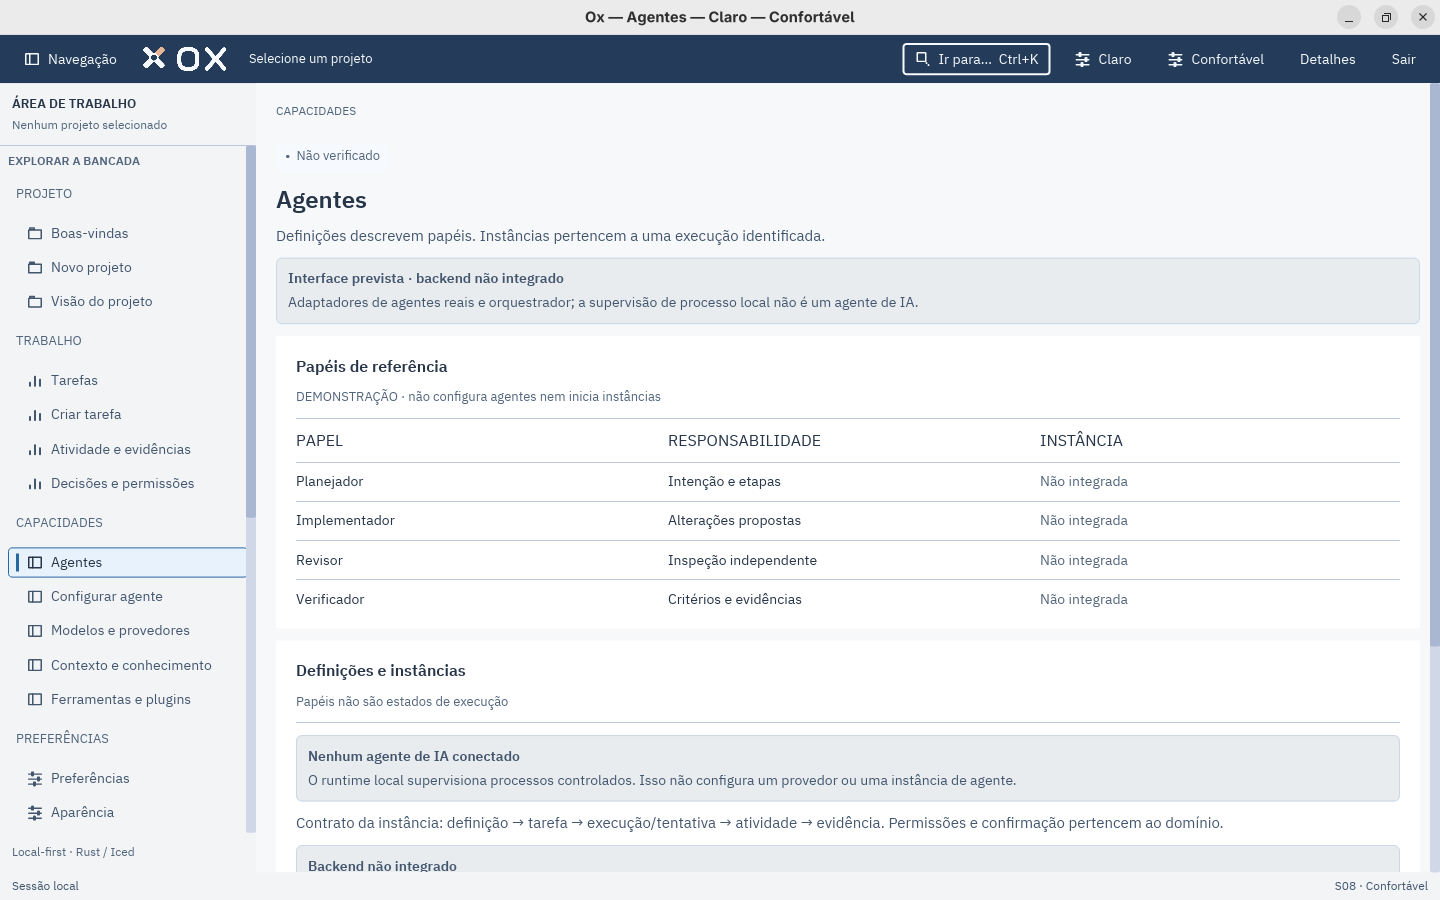 Ox — Agentes — Claro — Confortável
Navegação
OX
Selecione um projeto
Ir para... Ctrl+K
Claro
Confortável
Detalhes
Sair
ÁREA DE TRABALHO
Nenhum projeto selecionado
EXPLORAR A BANCADA
PROJETO
Boas-vindas
Novo projeto
Visão do projeto
TRABALHO
Tarefas
Criar tarefa
Atividade e evidências
Decisões e permissões
CAPACIDADES
Agentes
Configurar agente
Modelos e provedores
Contexto e conhecimento
Ferramentas e plugins
PREFERÊNCIAS
Preferências
Aparência
Local-first · Rust / Iced
CAPACIDADES
• Não verificado
Agentes
Definições descrevem papéis. Instâncias pertencem a uma execução identificada.
Interface prevista · backend não integrado
Adaptadores de agentes reais e orquestrador; a supervisão de processo local não é um agente de IA.
Papéis de referência
DEMONSTRAÇÃO · não configura agentes nem inicia instâncias
PAPEL RESPONSABILIDADE INSTÂNCIA
Planejador Intenção e etapas Não integrada
Implementador Alterações propostas Não integrada
Revisor Inspeção independente Não integrada
Verificador Critérios e evidências Não integrada
Definições e instâncias
Papéis não são estados de execução
Nenhum agente de IA conectado
O runtime local supervisiona processos controlados. Isso não configura um provedor ou uma instância de agente.
Contrato da instância: definição → tarefa → execução/tentativa → atividade → evidência. Permissões e confirmação pertencem ao domínio.
Backend não integrado
Sessão local
S08 · Confortável